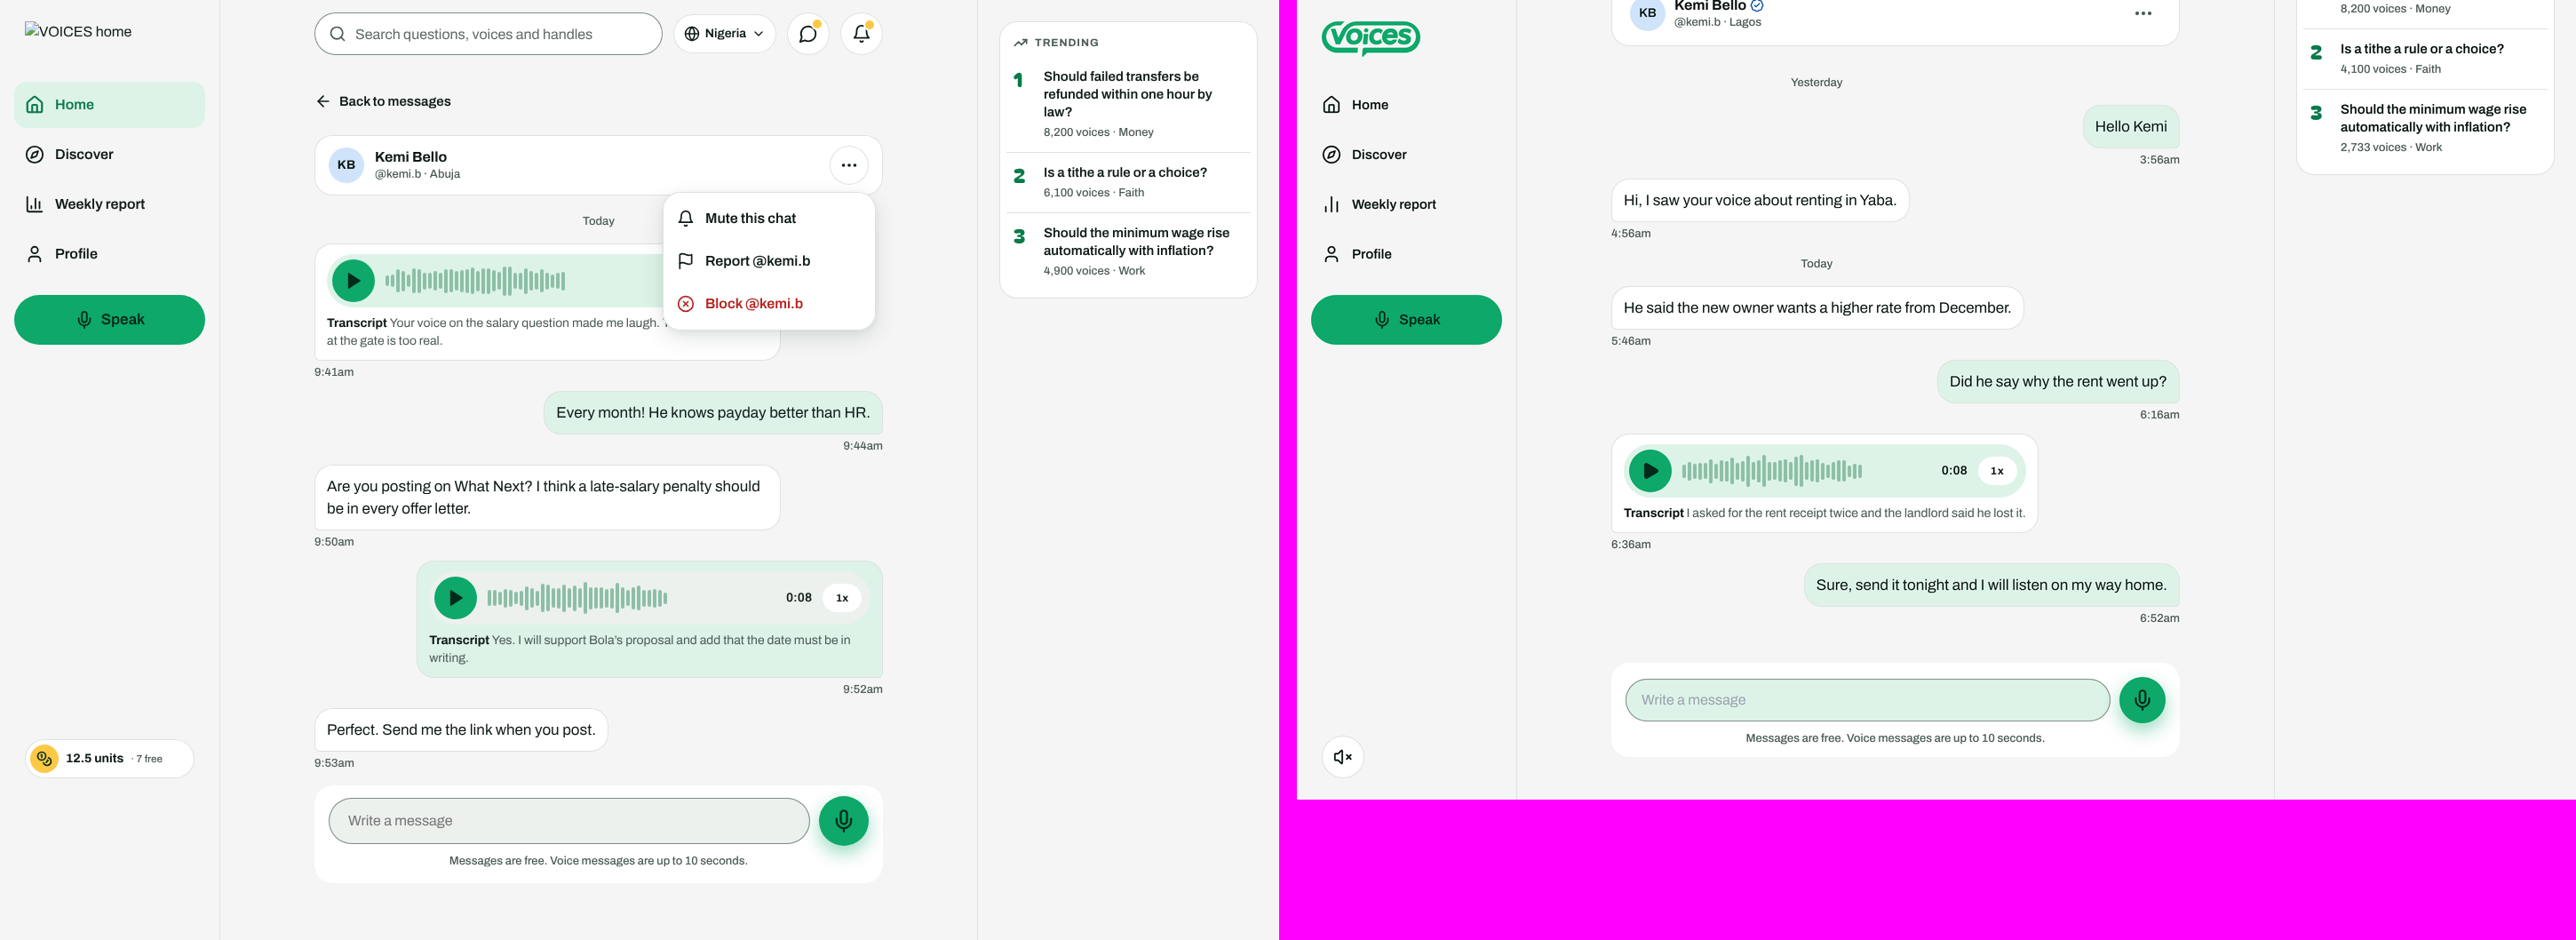 VOICES home
Home
Discover
Weekly report
Profile
Speak
12.5 units · 7 free
Search questions, voices and handles
Nigeria
Back to messages
KB
Kemi Bello
@kemi.b · Abuja
Mute this chat
Report @kemi.b
Block @kemi.b
Today
Transcript Your voice on the salary question made me laugh.
at the gate is too real.
9:41am
Every month! He knows payday better than HR.
9:44am
Are you posting on What Next? I think a late-salary penalty should
be in every offer letter.
9:50am
0:08
1x
Transcript Yes. I will support Bola's proposal and add that the date must be in
writing.
9:52am
Perfect. Send me the link when you post.
9:53am
Write a message
Messages are free. Voice messages are up to 10 seconds.
TRENDING
1
Should failed transfers be
refunded within one hour by
law?
8,200 voices · Money
2
Is a tithe a rule or a choice?
6,100 voices · Faith
3
Should the minimum wage rise
automatically with inflation?
4,900 voices · Work
voices
Home
Discover
Weekly report
Profile
Speak
KB
Kemi Bello
@kemi.b · Lagos
Yesterday
Hello Kemi
3:56am
Hi, I saw your voice about renting in Yaba.
4:56am
Today
He said the new owner wants a higher rate from December.
5:46am
Did he say why the rent went up?
6:16am
0:08
1x
Transcript I asked for the rent receipt twice and the landlord said he lost it.
6:36am
Sure, send it tonight and I will listen on my way home.
6:52am
Write a message
Messages are free. Voice messages are up to 10 seconds.
8,200 voices · Money
2
Is a tithe a rule or a choice?
4,100 voices · Faith
3
Should the minimum wage rise
automatically with inflation?
2,733 voices · Work